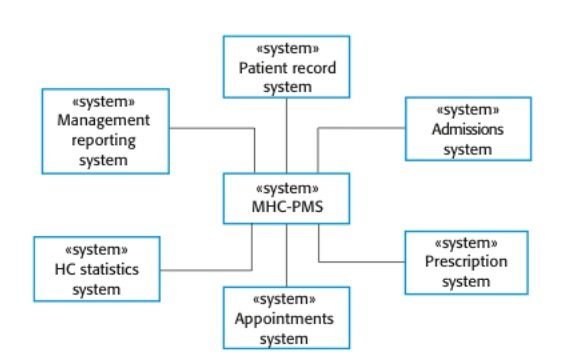 «system»
Patient record
system
«system»
Management
reporting
system
«system»
Admissions
system
«system»
MHC-PMS
«system»
HC statistics
system
«system»
Prescription
system
«system»
Appointments
system